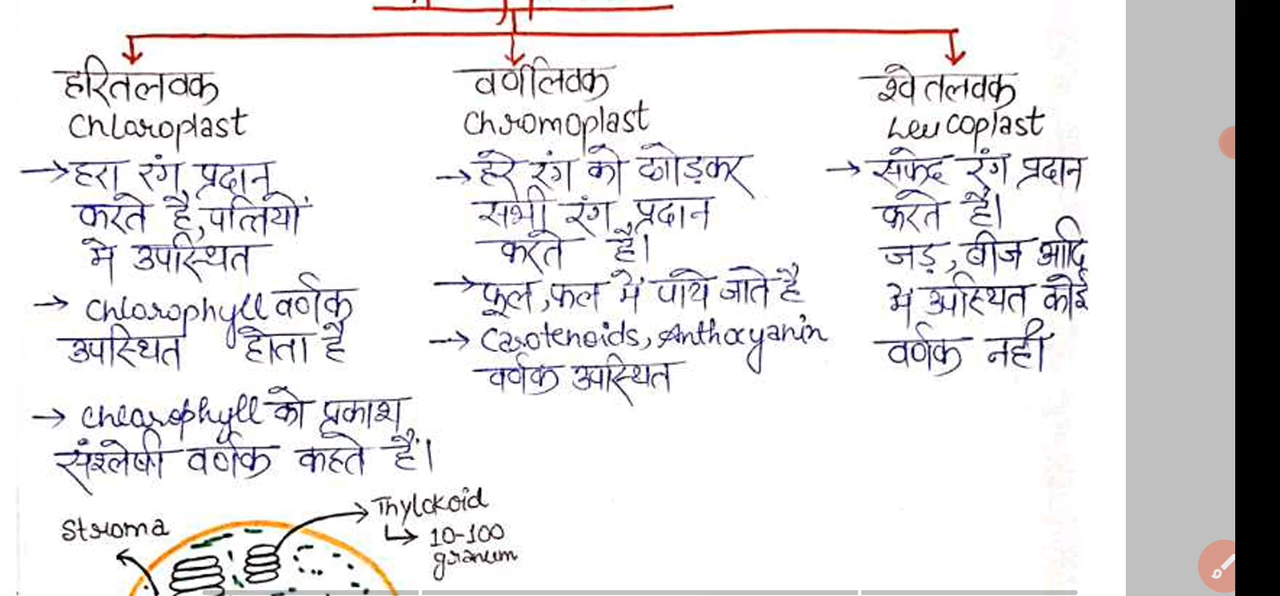 हरितलवक
Chloroplast
→ हरा रंग प्रदान
करते है, पत्तियों
मे उपस्थित
→ Chlorophyll वर्णक
उपस्थित होता है
→ Chlorophyll को प्रकाश
संश्लेषी वर्णक कहते हैं।
वर्णीलवक
Chromoplast
→ हरे रंग को छोड़कर
सभी रंग प्रदान
करते है।
→ फूल, फल में पाये जाते है
→ Carotenoids, Anthocyanin
वर्णक उपस्थित
श्वेतलवक
Leucoplast
→ सफेद रंग प्रदान
करते है।
जड़, बीज आदि
मे उपस्थित कोई
वर्णक नही
Stroma
Thylckoid
↳ 10-100
granum